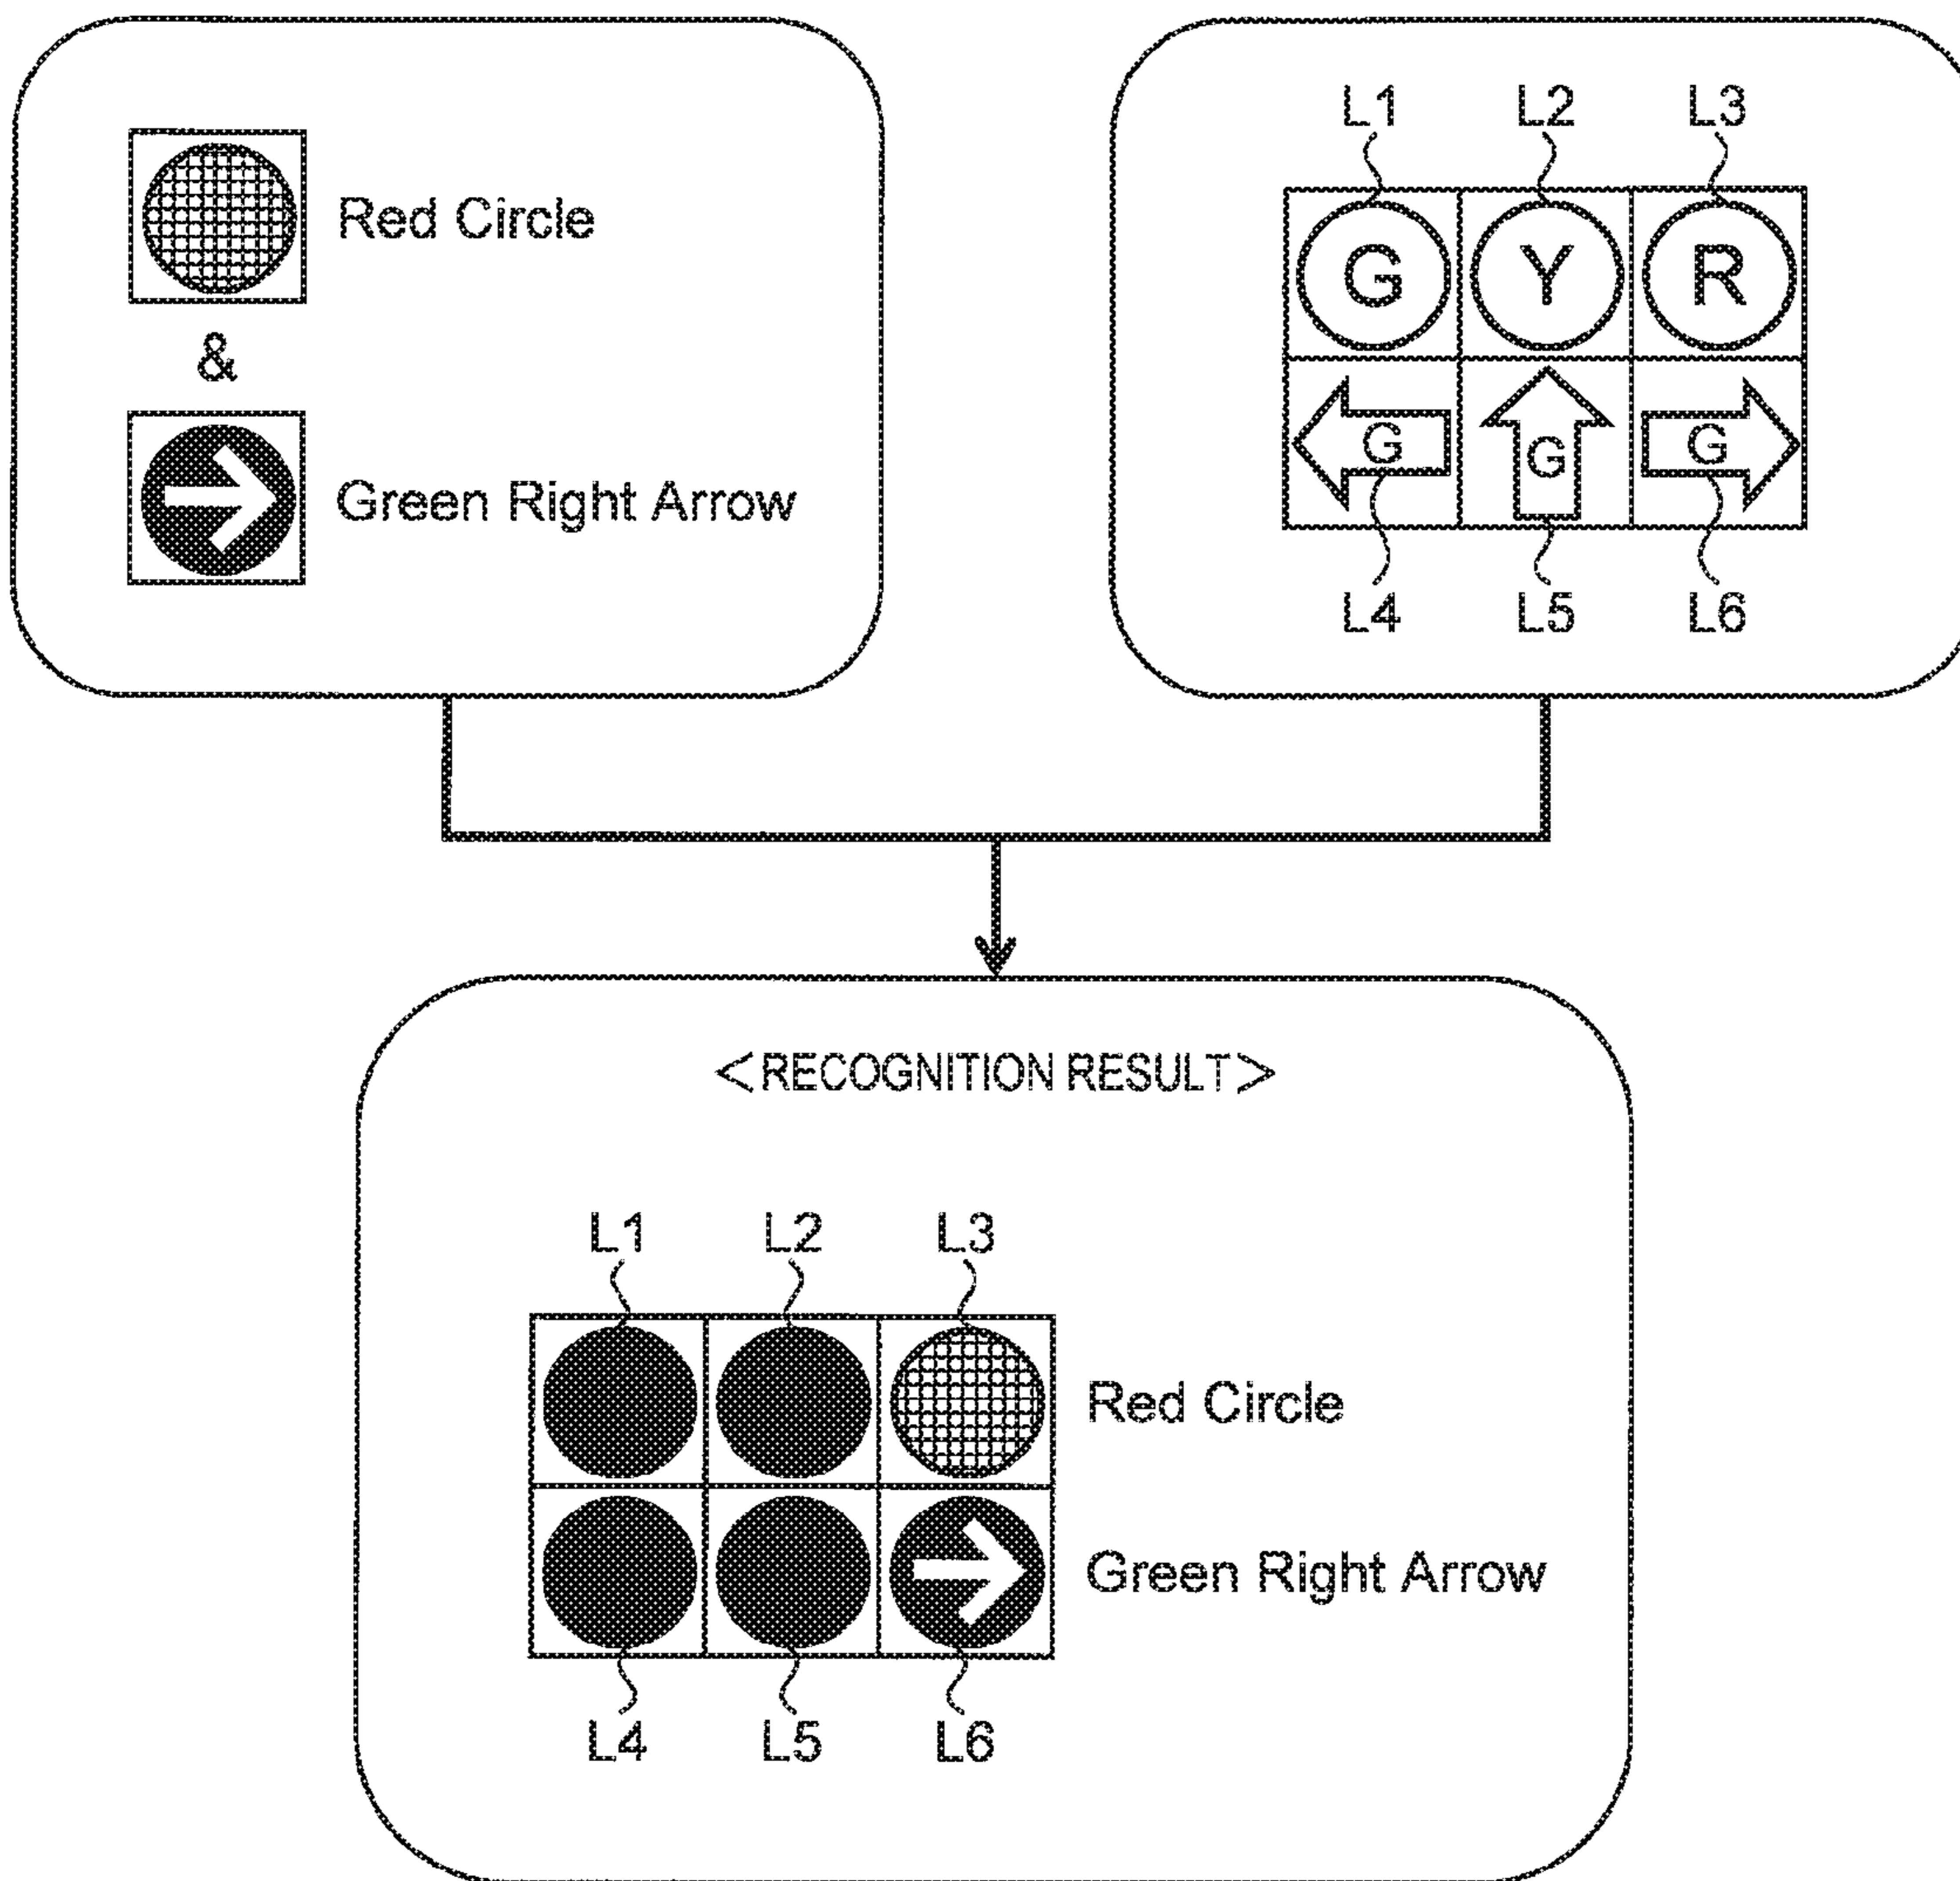 Red Circle
&
Green Right Arrow
L1 L2 L3
G Y R
G G G
L4 L5 L6
<RECOGNITION RESULT>
L1 L2 L3
Red Circle
Green Right Arrow
L4 L5 L6